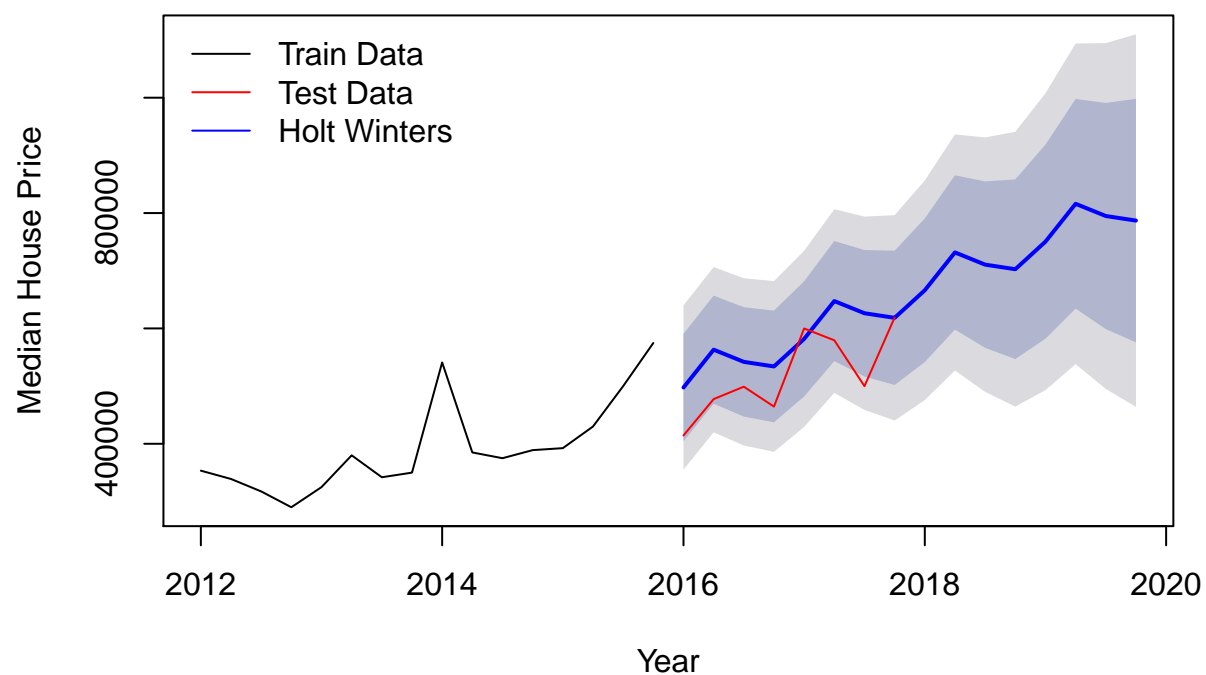 Train Data
Test Data
Holt Winters
Median House Price
800000
400000
2012 2014 2016 2018 2020
Year